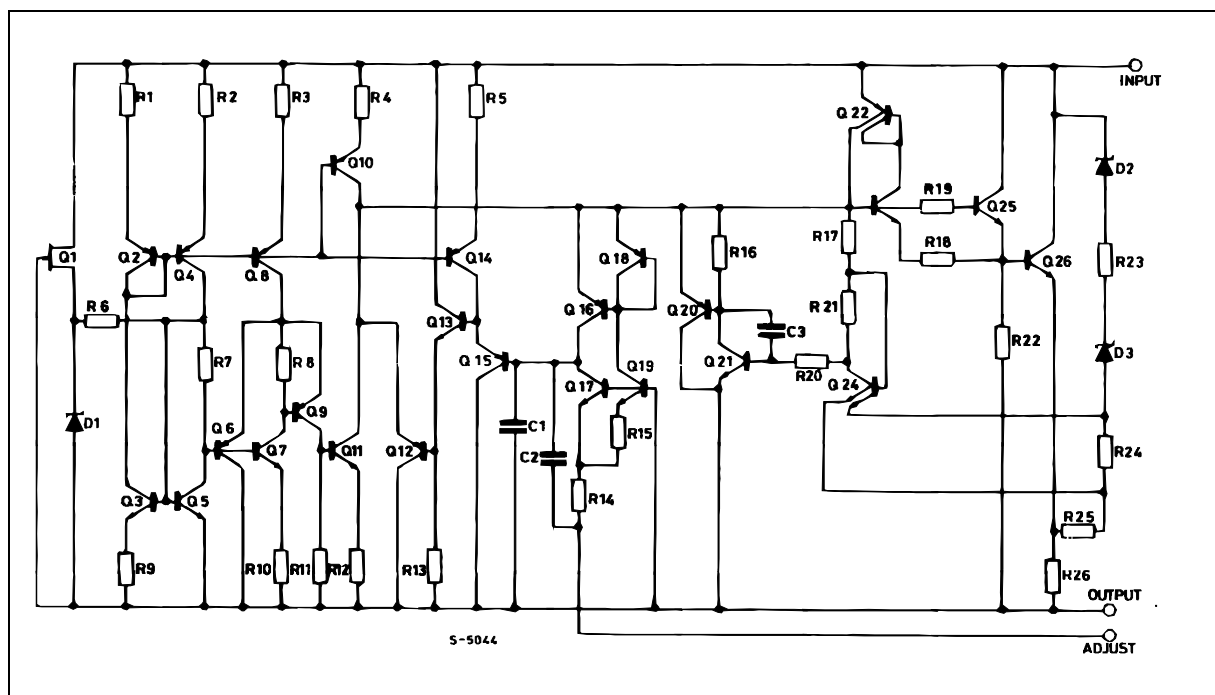 R1
R2
R3
R4
R5
INPUT
Q22
Q10
D2
R19
Q25
Q1
Q2
Q4
Q8
Q14
Q18
R16
R17
R18
Q26
R23
R6
Q13
Q16
Q20
R21
C3
R7
R8
Q15
Q19
Q21
R20
R22
D3
Q17
Q24
D1
Q6
Q9
R15
C1
Q7
Q11
Q12
C2
R24
Q3
Q5
R14
R25
R9
R10
R11
R12
R13
R26
OUTPUT
S-5044
ADJUST